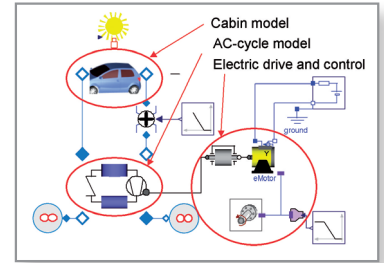 Cabin model
AC-cycle model
Electric drive and control
ground
Y
eMotor